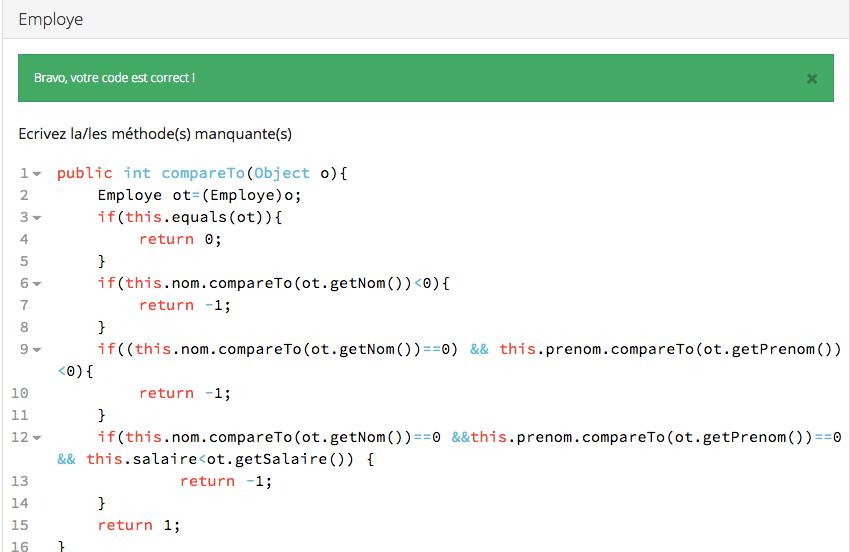 Employe
Bravo, votre code est correct !
×
Ecrivez la/les méthode(s) manquante(s)
1 public int compareTo(Object o){
2 Employe ot=(Employe)o;
3 if(this.equals(ot)){
4 return 0;
5 }
6 if(this.nom.compareTo(ot.getNom())<0){
7 return -1;
8 }
9 if((this.nom.compareTo(ot.getNom())==0) && this.prenom.compareTo(ot.getPrenom())
<0){
10 return -1;
11 }
12 if(this.nom.compareTo(ot.getNom())==0 &&this.prenom.compareTo(ot.getPrenom())==0
&& this.salaire<ot.getSalaire()) {
13 return -1;
14 }
15 return 1;
16 }